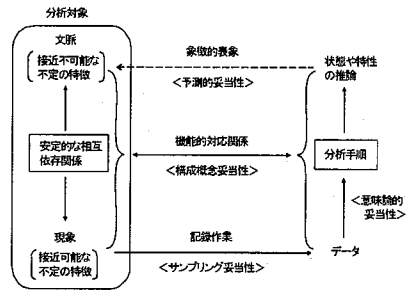 分析対象
文脈
接近不可能な
不定の特徴
象徴的表象
<予測的妥当性>
状態や特性
の推論
安定的な相互
依存関係
機能的対応関係
<構成概念妥当性>
分析手順
<意味論的
妥当性>
現象
接近可能な
不定の特徴
記録作業
<サンプリング妥当性>
データ